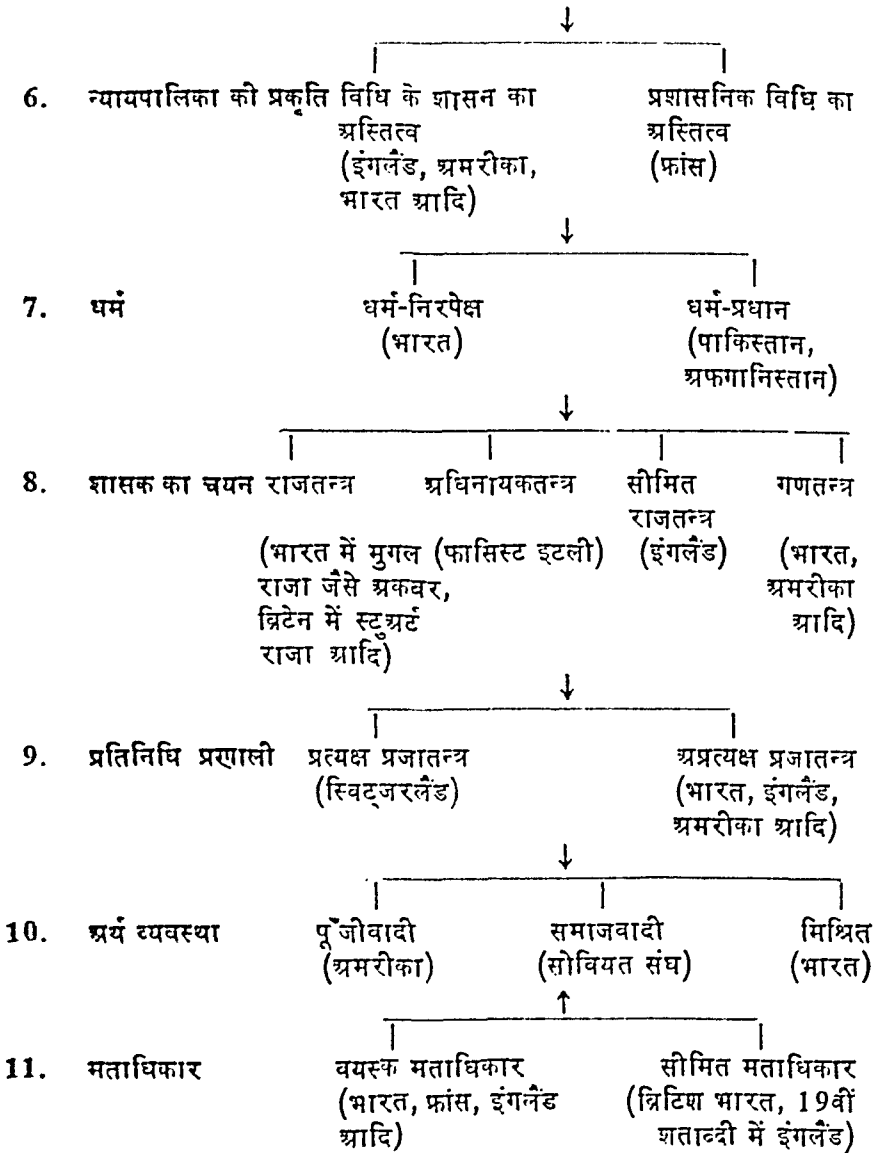 6. न्यायपालिका की प्रकृति विधि के शासन का प्रशासनिक विधि का
अस्तित्व अस्तित्व
(इंगलैंड, अमरीका, (फ्रांस)
भारत आदि)
7. धर्म धर्म-निरपेक्ष धर्म-प्रधान
(भारत) (पाकिस्तान,
अफगानिस्तान)
8. शासक का चयन राजतन्त्र अधिनायकतन्त्र सीमित गणतन्त्र
राजतन्त्र
(भारत में मुगल (फासिस्ट इटली) (इंगलैंड) (भारत,
राजा जैसे अकबर, अमरीका
ब्रिटेन में स्टुअर्ट आदि)
राजा आदि)
9. प्रतिनिधि प्रणाली प्रत्यक्ष प्रजातन्त्र अप्रत्यक्ष प्रजातन्त्र
(स्विट्जरलैंड) (भारत, इंगलैंड,
अमरीका आदि)
10. अर्थ व्यवस्था पूँजीवादी समाजवादी मिश्रित
(अमरीका) (सोवियत संघ) (भारत)
11. मताधिकार वयस्क मताधिकार सीमित मताधिकार
(भारत, फ्रांस, इंगलैंड (ब्रिटिश भारत, 19वीं
आदि) शताब्दी में इंगलैंड)